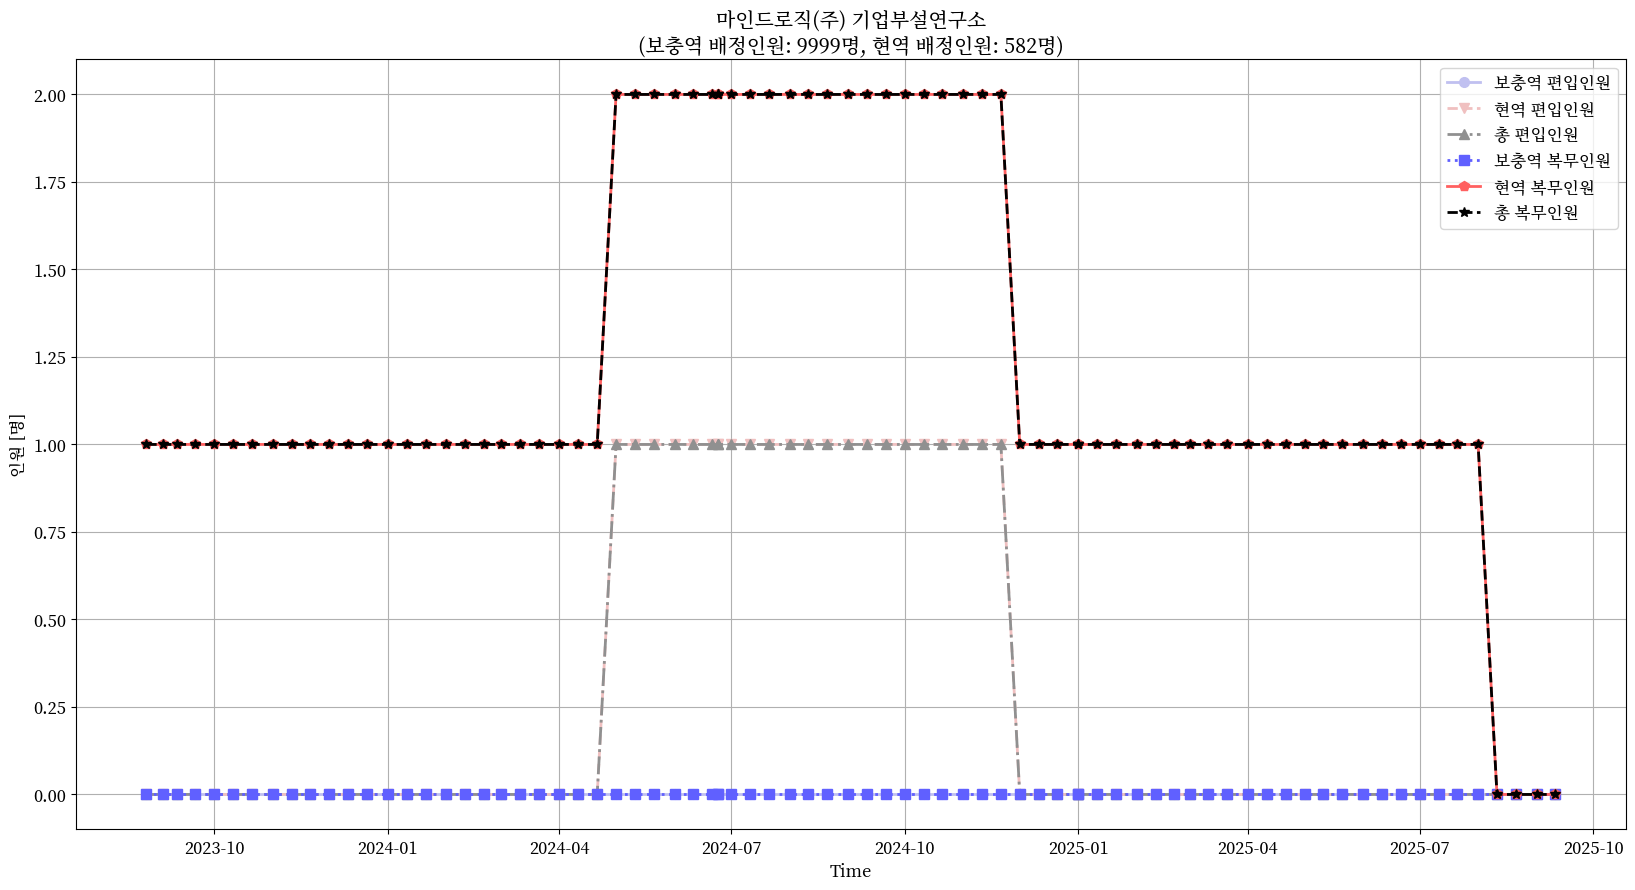 마인드로직(주) 기업부설연구소
(보충역 배정인원: 9999명, 현역 배정인원: 582명)
보충역 편입인원
현역 편입인원
총 편입인원
보충역 복무인원
현역 복무인원
총 복무인원
인원 [명]
2.00
1.75
1.50
1.25
1.00
0.75
0.50
0.25
0.00
2023-10
2024-01
2024-04
2024-07
2024-10
2025-01
2025-04
2025-07
2025-10
Time